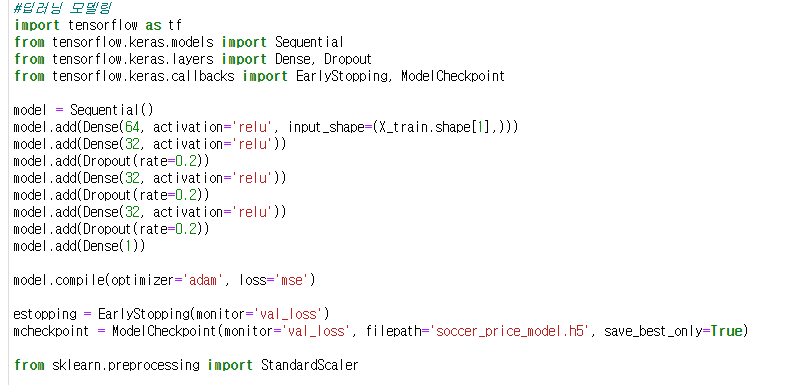 #딥러닝 모델링
import tensorflow as tf
from tensorflow.keras.models import Sequential
from tensorflow.keras.layers import Dense, Dropout
from tensorflow.keras.callbacks import EarlyStopping, ModelCheckpoint
model = Sequential()
model.add(Dense(64, activation='relu', input_shape=(X_train.shape[1],)))
model.add(Dense(32, activation='relu'))
model.add(Dropout(rate=0.2))
model.add(Dense(32, activation='relu'))
model.add(Dropout(rate=0.2))
model.add(Dense(32, activation='relu'))
model.add(Dropout(rate=0.2))
model.add(Dense(1))
model.compile(optimizer='adam', loss='mse')
estopping = EarlyStopping(monitor='val_loss')
mcheckpoint = ModelCheckpoint(monitor='val_loss', filepath='soccer_price_model.h5', save_best_only=True)
from sklearn.preprocessing import StandardScaler